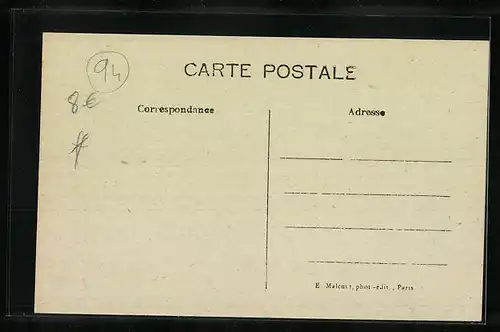 94
CARTE POSTALE
8 €
Correspondance
Adresse
E. Malcuit, phot.-édit., Paris